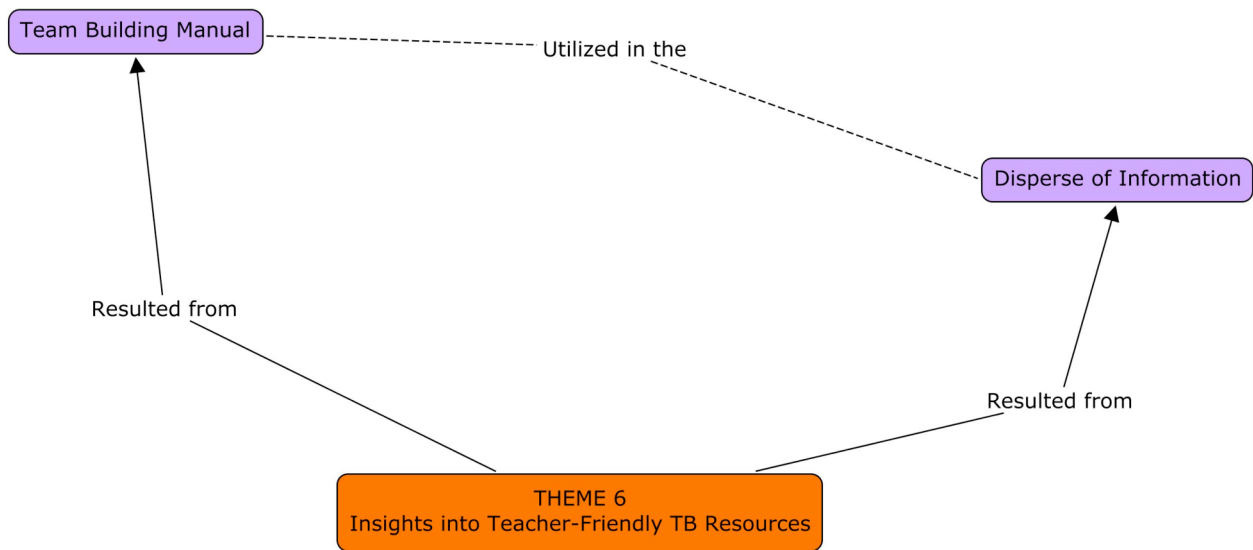 Team Building Manual
Utilized in the
Disperse of Information
Resulted from
Resulted from
THEME 6
Insights into Teacher-Friendly TB Resources